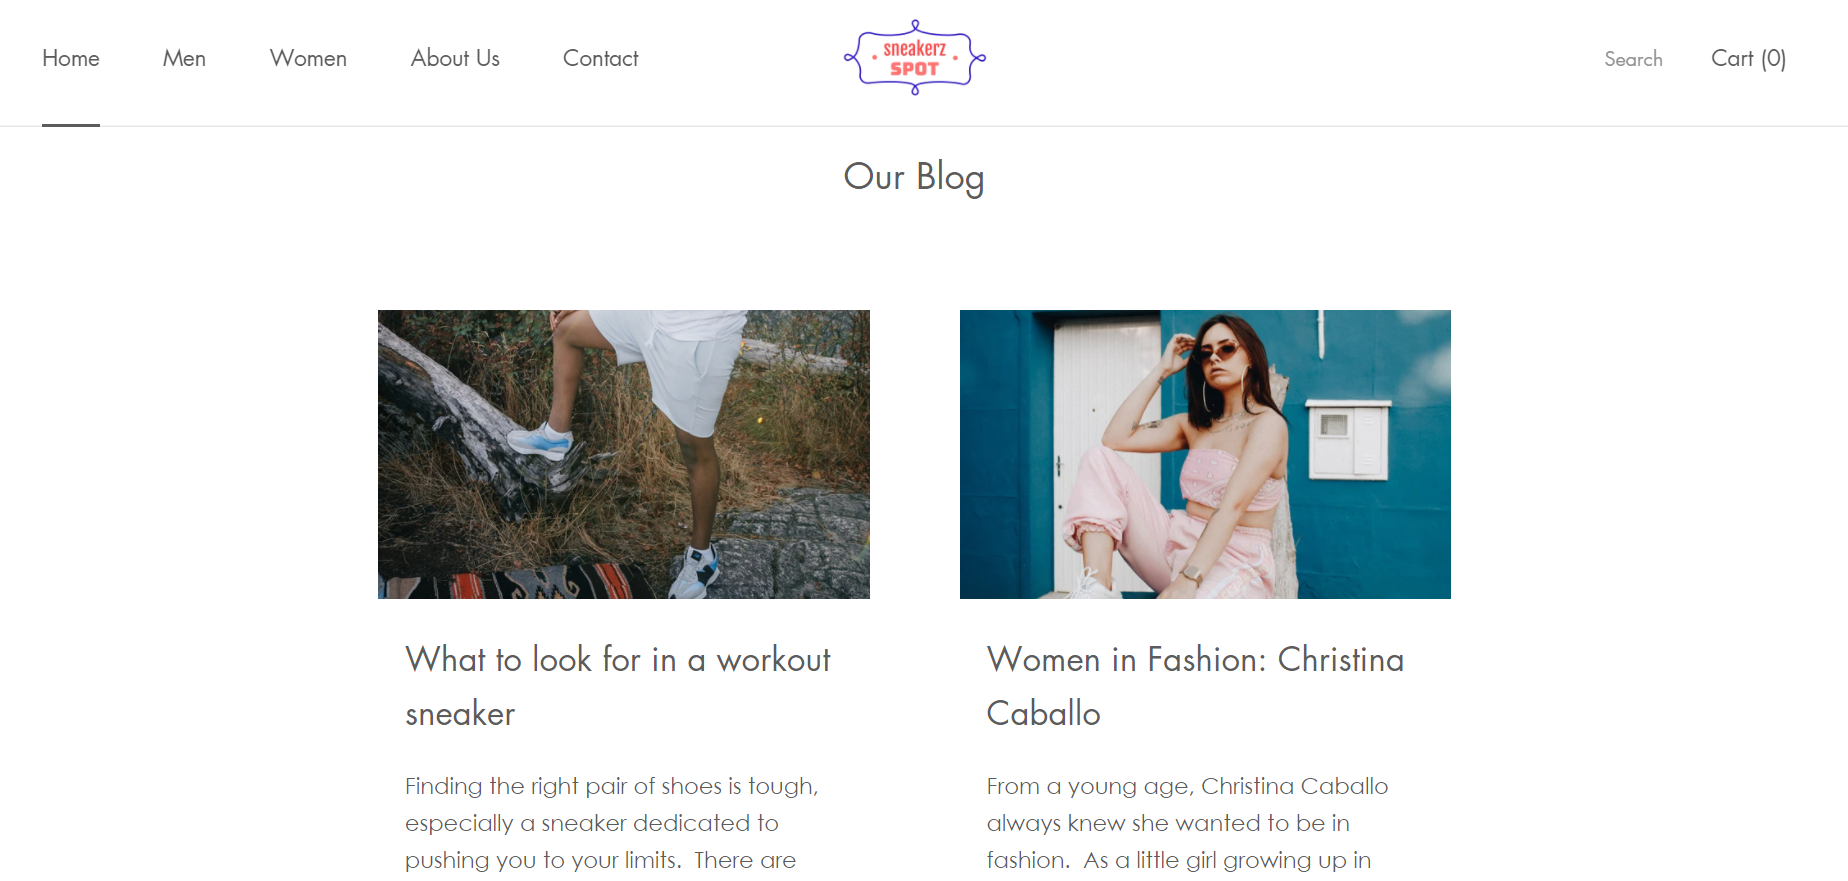 Home Men Women About Us Contact
sneakerz
SPOT
Search Cart (0)
Our Blog
What to look for in a workout
sneaker
Finding the right pair of shoes is tough,
especially a sneaker dedicated to
pushing you to your limits. There are
Women in Fashion: Christina
Caballo
From a young age, Christina Caballo
always knew she wanted to be in
fashion. As a little girl growing up in